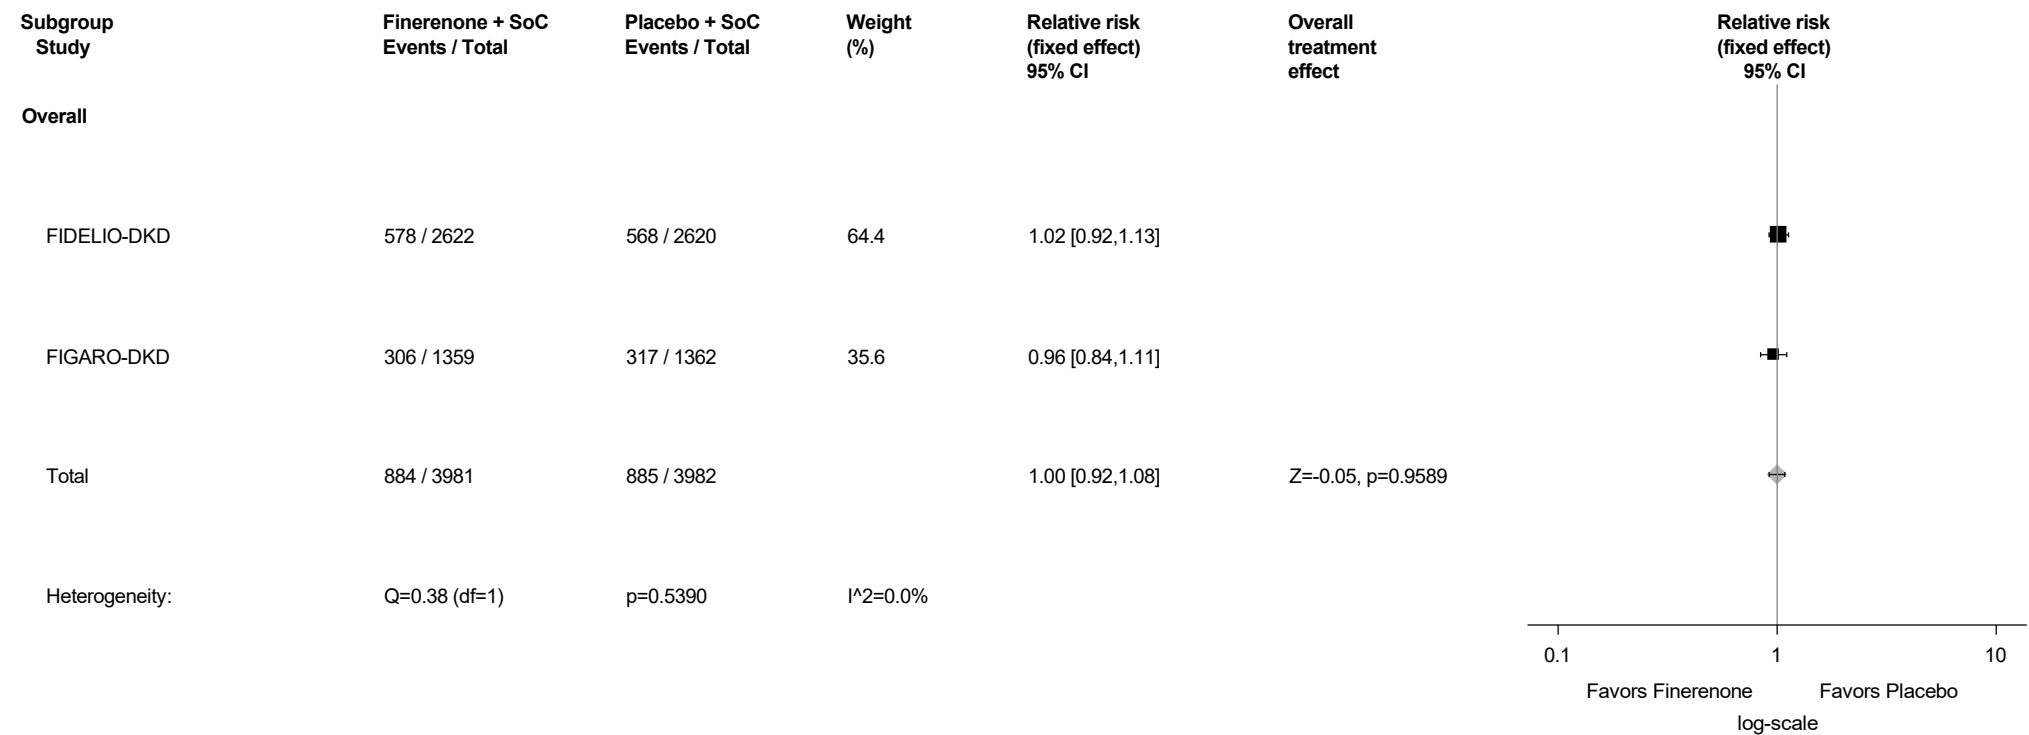 Subgroup Finerenone + SoC Placebo + SoC Weight Relative risk Overall Relative risk
Study Events / Total Events / Total (%) (fixed effect) treatment (fixed effect)
95% CI effect 95% CI
Overall
FIDELIO-DKD 578 / 2622 568 / 2620 64.4 1.02 [0.92,1.13]
FIGARO-DKD 306 / 1359 317 / 1362 35.6 0.96 [0.84,1.11]
Total 884 / 3981 885 / 3982 1.00 [0.92,1.08] Z=-0.05, p=0.9589
Heterogeneity: Q=0.38 (df=1) p=0.5390 I^2=0.0%
0.1 1 10
Favors Finerenone Favors Placebo
log-scale